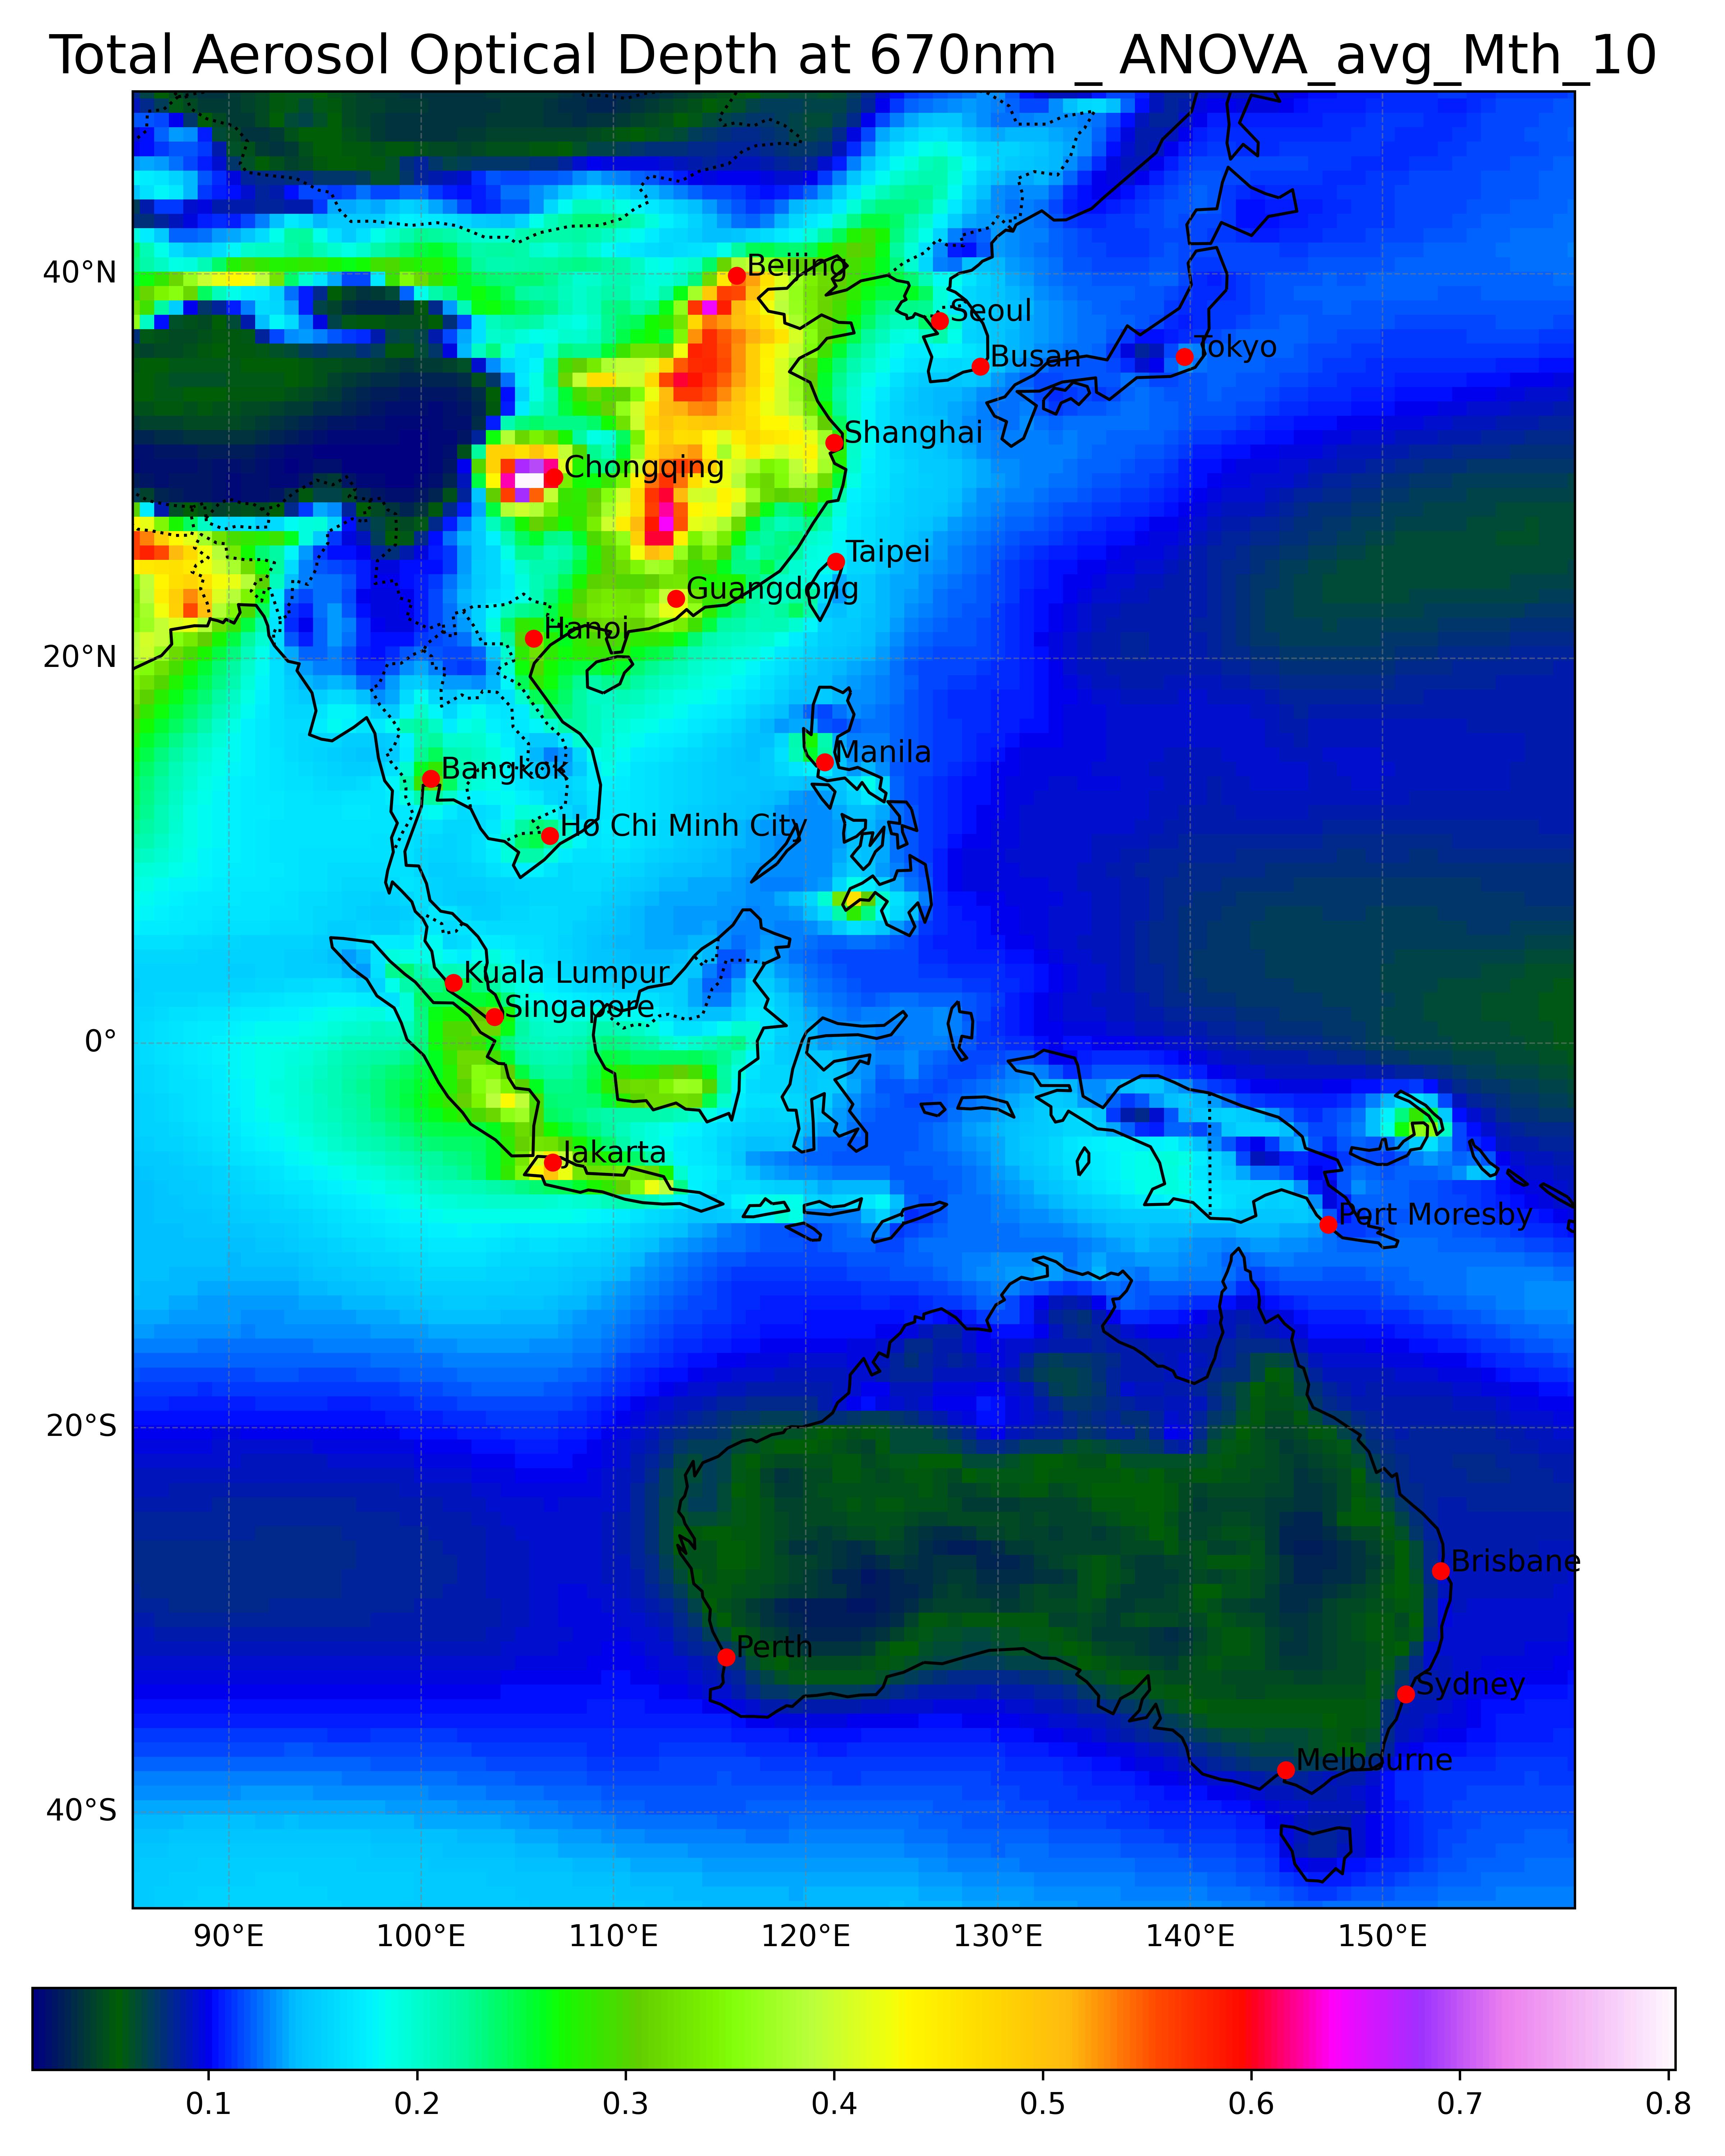 Total Aerosol Optical Depth at 670nm _ ANOVA_avg_Mth_10
40°N
20°N
0°
20°S
40°S
Beijing
Seoul
Tokyo
Busan
Shanghai
Chongqing
Taipei
Guangdong
Hanoi
Manila
Bangkok
Ho Chi Minh City
Kuala Lumpur
Singapore
Jakarta
Port Moresby
Brisbane
Perth
Sydney
Melbourne
90°E 100°E 110°E 120°E 130°E 140°E 150°E
0.1 0.2 0.3 0.4 0.5 0.6 0.7 0.8